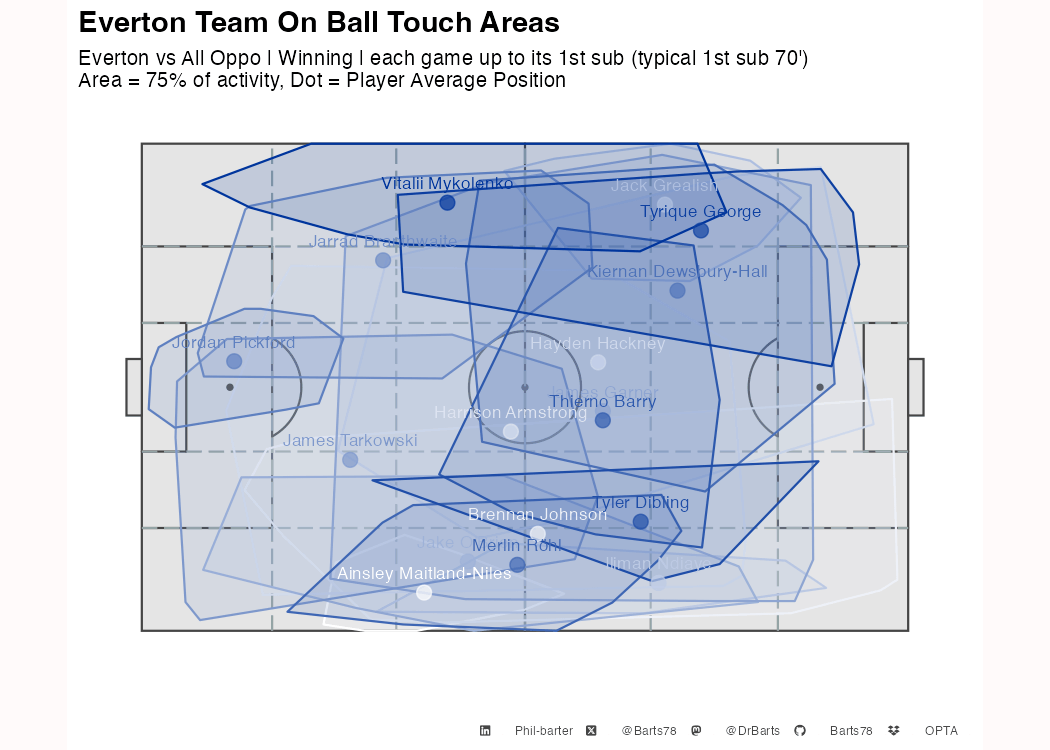 Everton Team On Ball Touch Areas
Everton vs All Oppo | Winning | each game up to its 1st sub (typical 1st sub 70')
Area = 75% of activity, Dot = Player Average Position
Vitalii Mykolenko
Jack Grealish
Tyrique George
Jarrad Branthwaite
Kiernan Dewsbury-Hall
Jordan Pickford
Hayden Hackney
James Garner
Thierno Barry
Harrison Armstrong
James Tarkowski
Tyler Dibling
Brennan Johnson
Jake
Merlin Röhl
Iliman Ndiaye
Ainsley Maitland-Niles
Phil-barter @Barts78 @DrBarts Barts78 OPTA